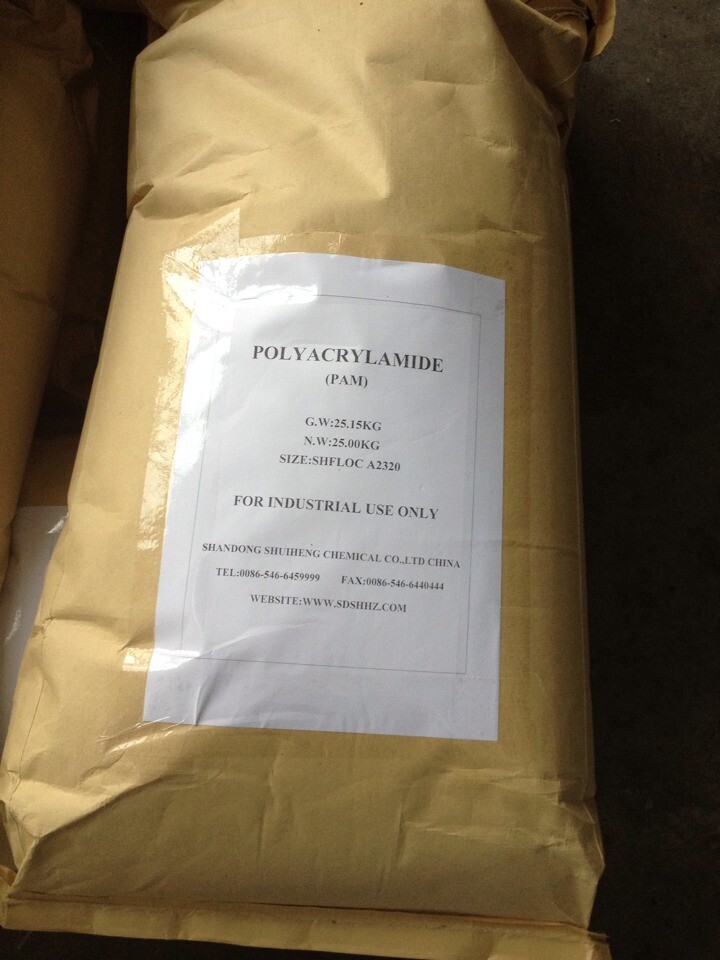 POLYACRYLAMIDE
(PAM)
G.W:25.15KG
N.W:25.00KG
SIZE:SHFLOC A2320
FOR INDUSTRIAL USE ONLY
SHANDONG SHUIHENG CHEMICAL CO.,LTD CHINA
TEL:0086-546-6459999 FAX:0086-546-6440444
WEBSITE:WWW.SDSHHZ.COM